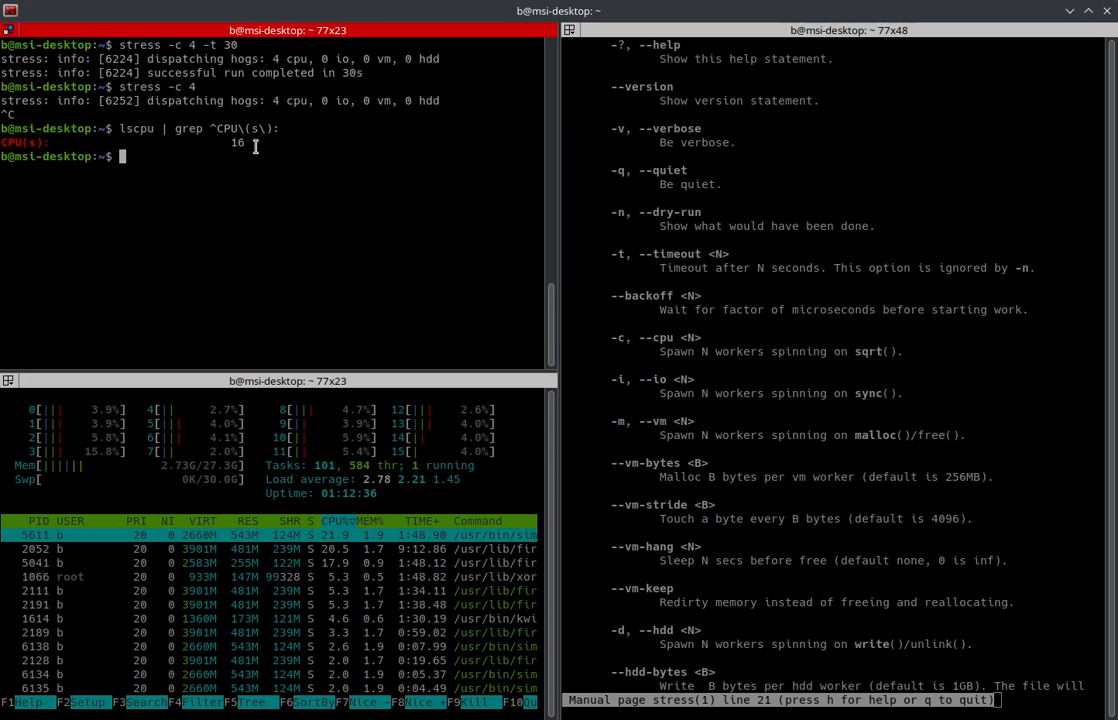 b@msi-desktop: ~
b@msi-desktop: ~ 77x23
b@msi-desktop:~$ stress -c 4 -t 30
stress: info: [6224] dispatching hogs: 4 cpu, 0 io, 0 vm, 0 hdd
stress: info: [6224] successful run completed in 30s
b@msi-desktop:~$ stress -c 4
stress: info: [6252] dispatching hogs: 4 cpu, 0 io, 0 vm, 0 hdd
^C
b@msi-desktop:~$ lscpu | grep ^CPU\(s\):
CPU(s): 16
b@msi-desktop:~$
b@msi-desktop: ~ 77x23
0[||| 3.9%] 4[|| 2.7%] 8[||| 4.7%] 12[||| 2.6%]
1[||| 3.9%] 5[||| 4.0%] 9[|| 3.9%] 13[||| 4.0%]
2[||| 5.8%] 6[||| 4.1%] 10[||| 5.9%] 14[|| 4.0%]
3[||| 15.8%] 7[|| 2.0%] 11[||| 5.4%] 15[| 4.0%]
Mem[|||||| 2.73G/27.3G] Tasks: 101, 584 thr; 1 running
Swp[ 0K/30.0G] Load average: 2.78 2.21 1.45
Uptime: 01:12:36
PID USER PRI NI VIRT RES SHR S CPU%▽MEM% TIME+ Command
5611 b 20 0 2660M 543M 124M S 21.9 1.9 1:48.90 /usr/bin/sim
2052 b 20 0 3901M 481M 239M S 20.5 1.7 9:12.86 /usr/lib/fir
5041 b 20 0 2583M 255M 122M S 17.9 0.9 1:48.12 /usr/lib/fir
1066 root 20 0 933M 147M 99328 S 5.3 0.5 1:48.82 /usr/lib/xor
2111 b 20 0 3901M 481M 239M S 5.3 1.7 1:34.11 /usr/lib/fir
2191 b 20 0 3901M 481M 239M S 5.3 1.7 1:38.48 /usr/lib/fir
1614 b 20 0 1360M 173M 121M S 4.6 0.6 1:30.19 /usr/bin/kwi
2189 b 20 0 3901M 481M 239M S 3.3 1.7 0:59.02 /usr/lib/fir
6138 b 20 0 2660M 543M 124M S 2.6 1.9 0:07.99 /usr/bin/sim
2128 b 20 0 3901M 481M 239M S 2.0 1.7 0:19.65 /usr/lib/fir
6134 b 20 0 2660M 543M 124M S 2.0 1.9 0:05.37 /usr/bin/sim
6135 b 20 0 2660M 543M 124M S 2.0 1.9 0:04.49 /usr/bin/sim
F1Help F2Setup F3SearchF4FilterF5Tree F6SortByF7Nice -F8Nice +F9Kill F10Qu
b@msi-desktop: ~ 77x48
-?, --help
Show this help statement.
--version
Show version statement.
-v, --verbose
Be verbose.
-q, --quiet
Be quiet.
-n, --dry-run
Show what would have been done.
-t, --timeout <N>
Timeout after N seconds. This option is ignored by -n.
--backoff <N>
Wait for factor of microseconds before starting work.
-c, --cpu <N>
Spawn N workers spinning on sqrt().
-i, --io <N>
Spawn N workers spinning on sync().
-m, --vm <N>
Spawn N workers spinning on malloc()/free().
--vm-bytes <B>
Malloc B bytes per vm worker (default is 256MB).
--vm-stride <B>
Touch a byte every B bytes (default is 4096).
--vm-hang <N>
Sleep N secs before free (default none, 0 is inf).
--vm-keep
Redirty memory instead of freeing and reallocating.
-d, --hdd <N>
Spawn N workers spinning on write()/unlink().
--hdd-bytes <B>
Write B bytes per hdd worker (default is 1GB). The file will
Manual page stress(1) line 21 (press h for help or q to quit)